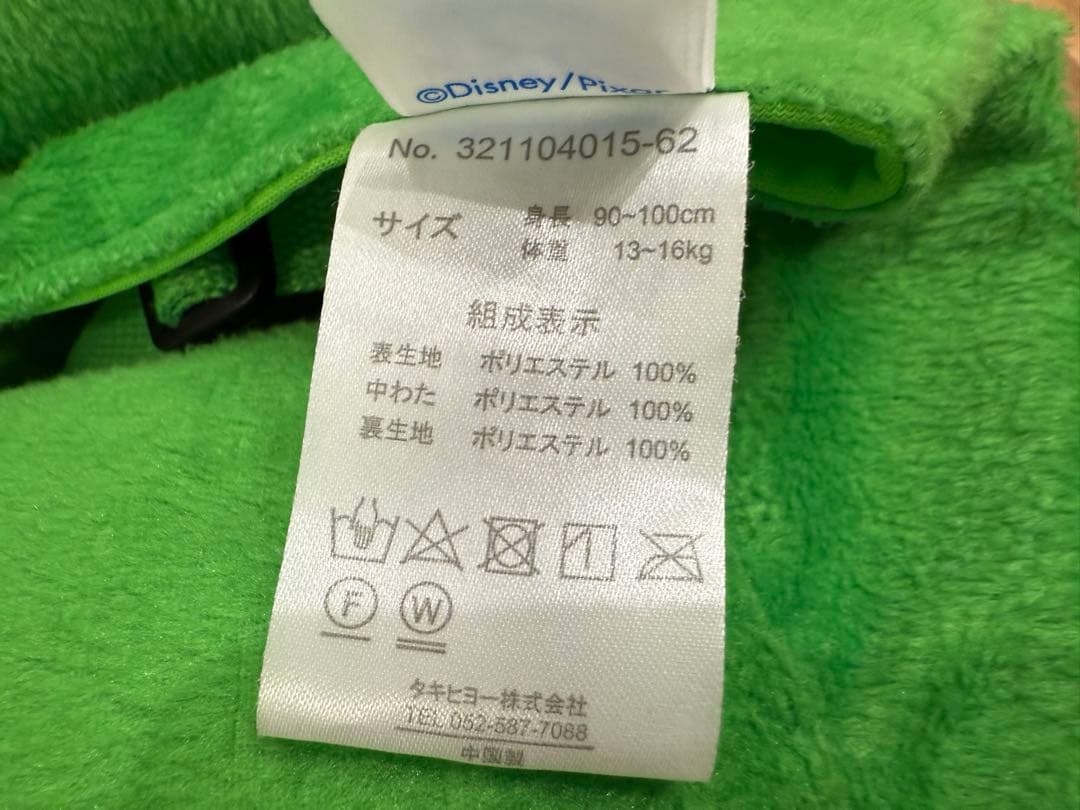 ©Disney/Pixar
No. 321104015-62
サイズ 身長 90~100cm
体重 13~16kg
組成表示
表生地 ポリエステル 100%
中わた ポリエステル 100%
裏生地 ポリエステル 100%
F W
タキヒヨー株式会社
TEL 052-587-7088
中国製